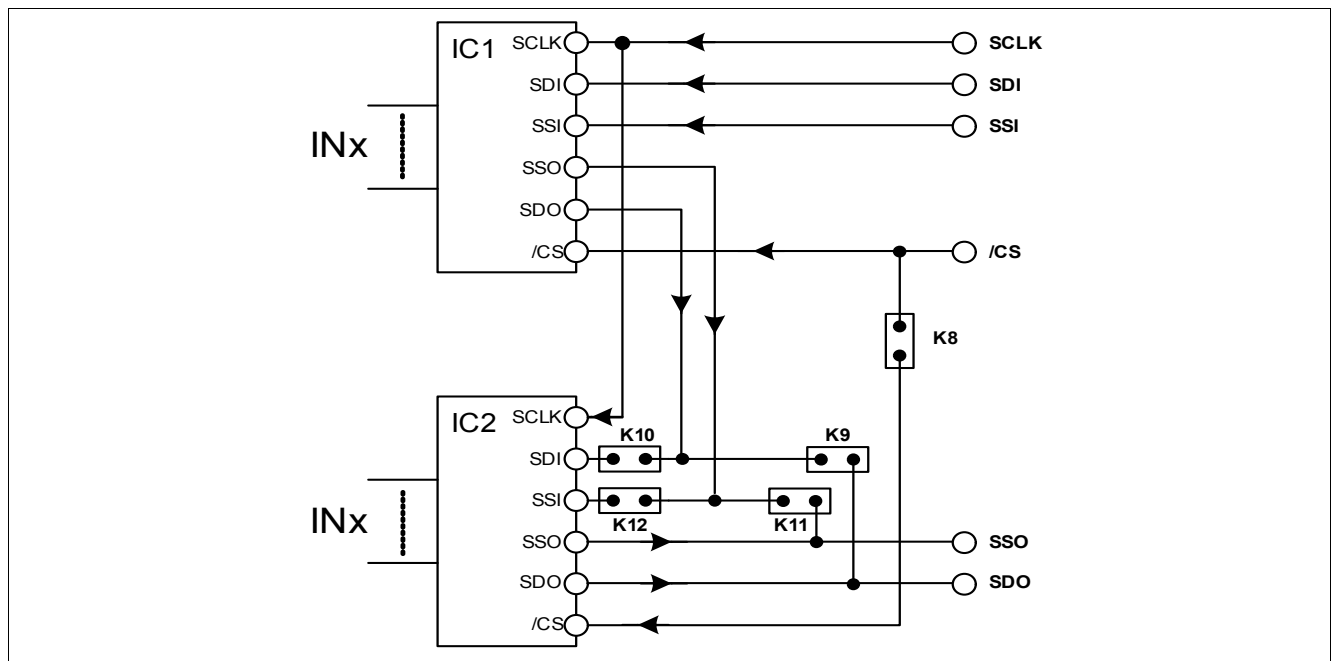 IC1
SCLK
SCLK
SDI
SDI
SSI
SSI
INx
SSO
SDO
/CS
/CS
K8
IC2
SCLK
K10
K9
SDI
SSI
K12
K11
INx
SSO
SSO
SDO
SDO
/CS